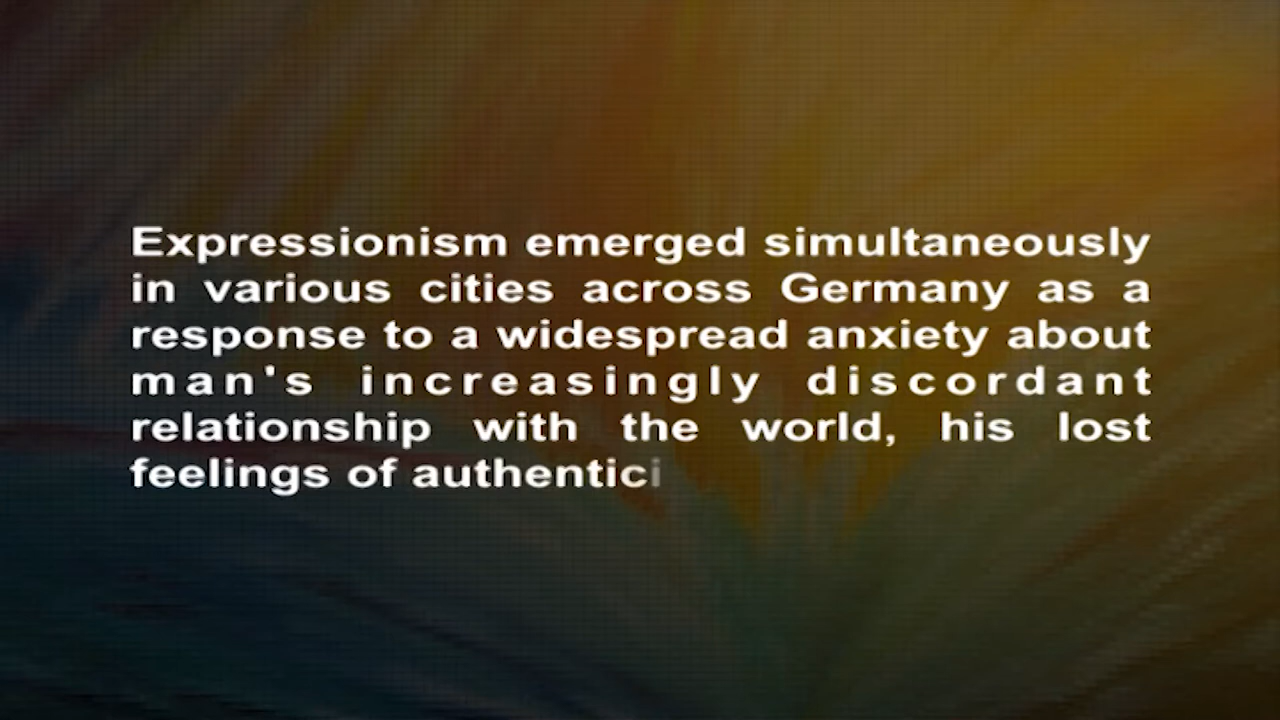 Expressionism emerged simultaneously
in various cities across Germany as a
response to a widespread anxiety about
man's increasingly discordant
relationship with the world, his lost
feelings of authentici